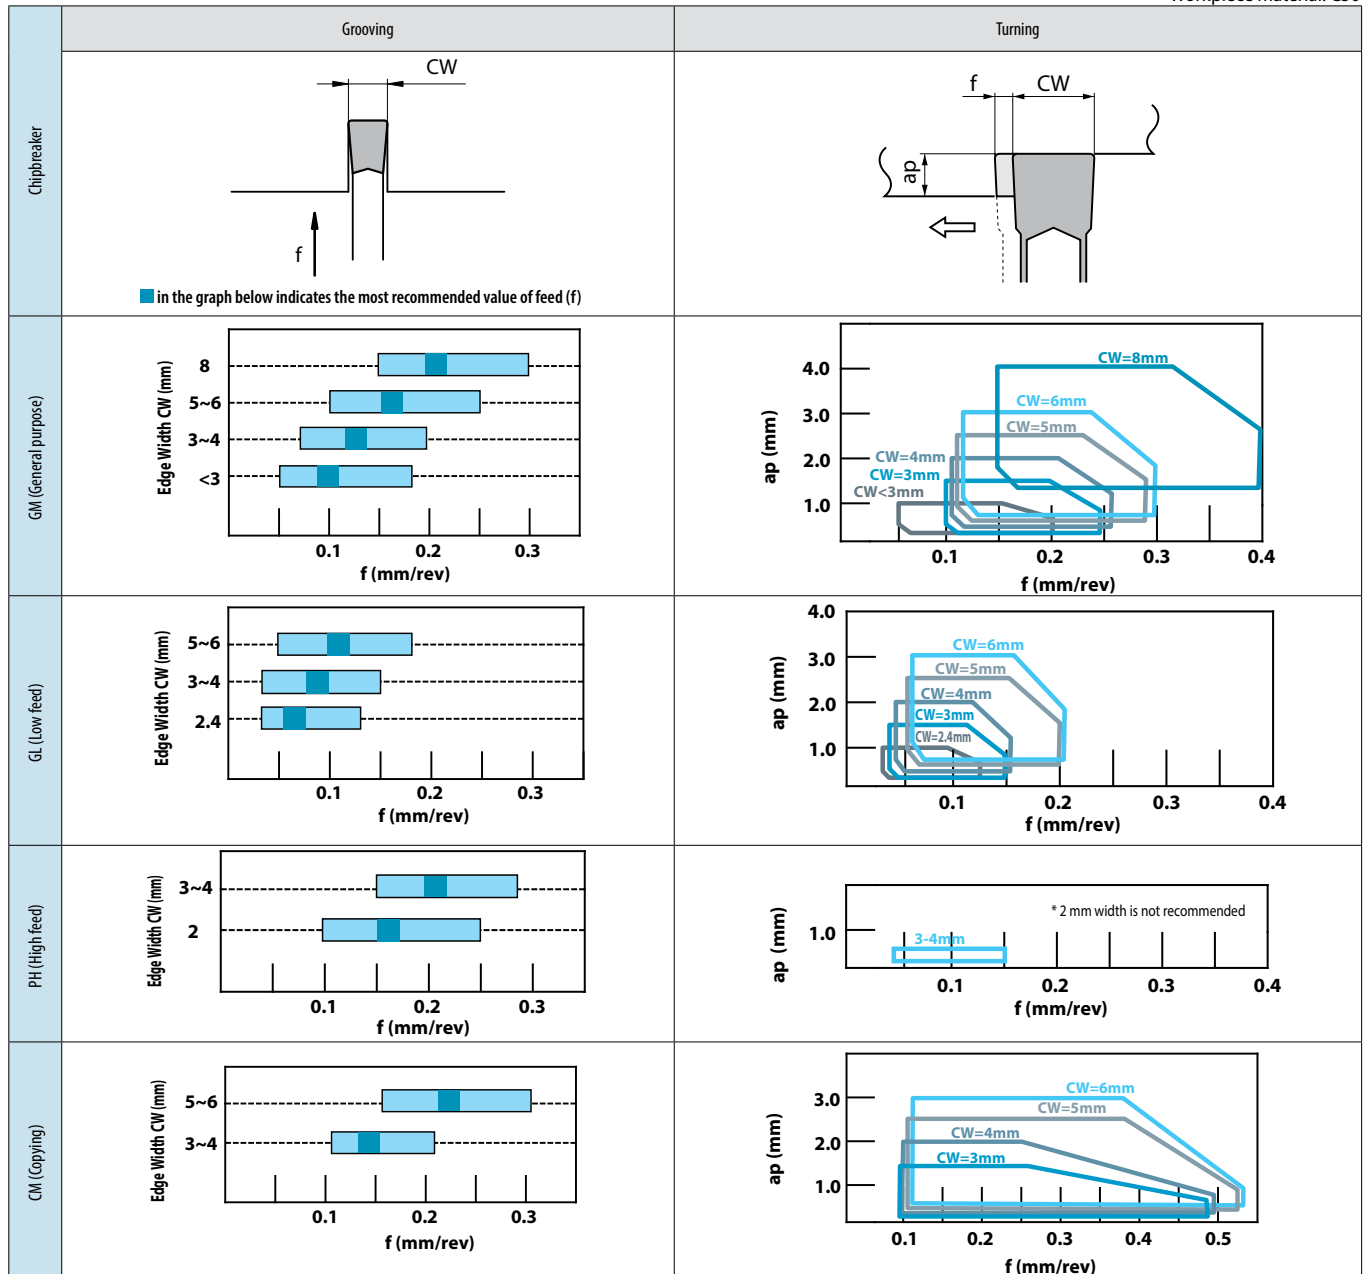 Grooving
Turning
Chipbreaker
CW
f
in the graph below indicates the most recommended value of feed (f)
f
CW
ap
GM (General purpose)
Edge Width CW (mm)
8
5~6
3~4
<3
0.1
0.2
0.3
f (mm/rev)
ap (mm)
4.0
3.0
2.0
1.0
CW=8mm
CW=6mm
CW=5mm
CW=4mm
CW=3mm
CW<3mm
0.1
0.2
0.3
0.4
f (mm/rev)
GL (Low feed)
Edge Width CW (mm)
5~6
3~4
2.4
0.1
0.2
0.3
f (mm/rev)
ap (mm)
4.0
3.0
2.0
1.0
CW=6mm
CW=5mm
CW=4mm
CW=3mm
CW=2.4mm
0.1
0.2
0.3
0.4
f (mm/rev)
PH (High feed)
Edge Width CW (mm)
3~4
2
0.1
0.2
0.3
f (mm/rev)
ap (mm)
1.0
* 2 mm width is not recommended
3-4mm
0.1
0.2
0.3
0.4
f (mm/rev)
CM (Copying)
Edge Width CW (mm)
5~6
3~4
0.1
0.2
0.3
f (mm/rev)
ap (mm)
3.0
2.0
1.0
CW=6mm
CW=5mm
CW=4mm
CW=3mm
0.1
0.2
0.3
0.4
0.5
f (mm/rev)